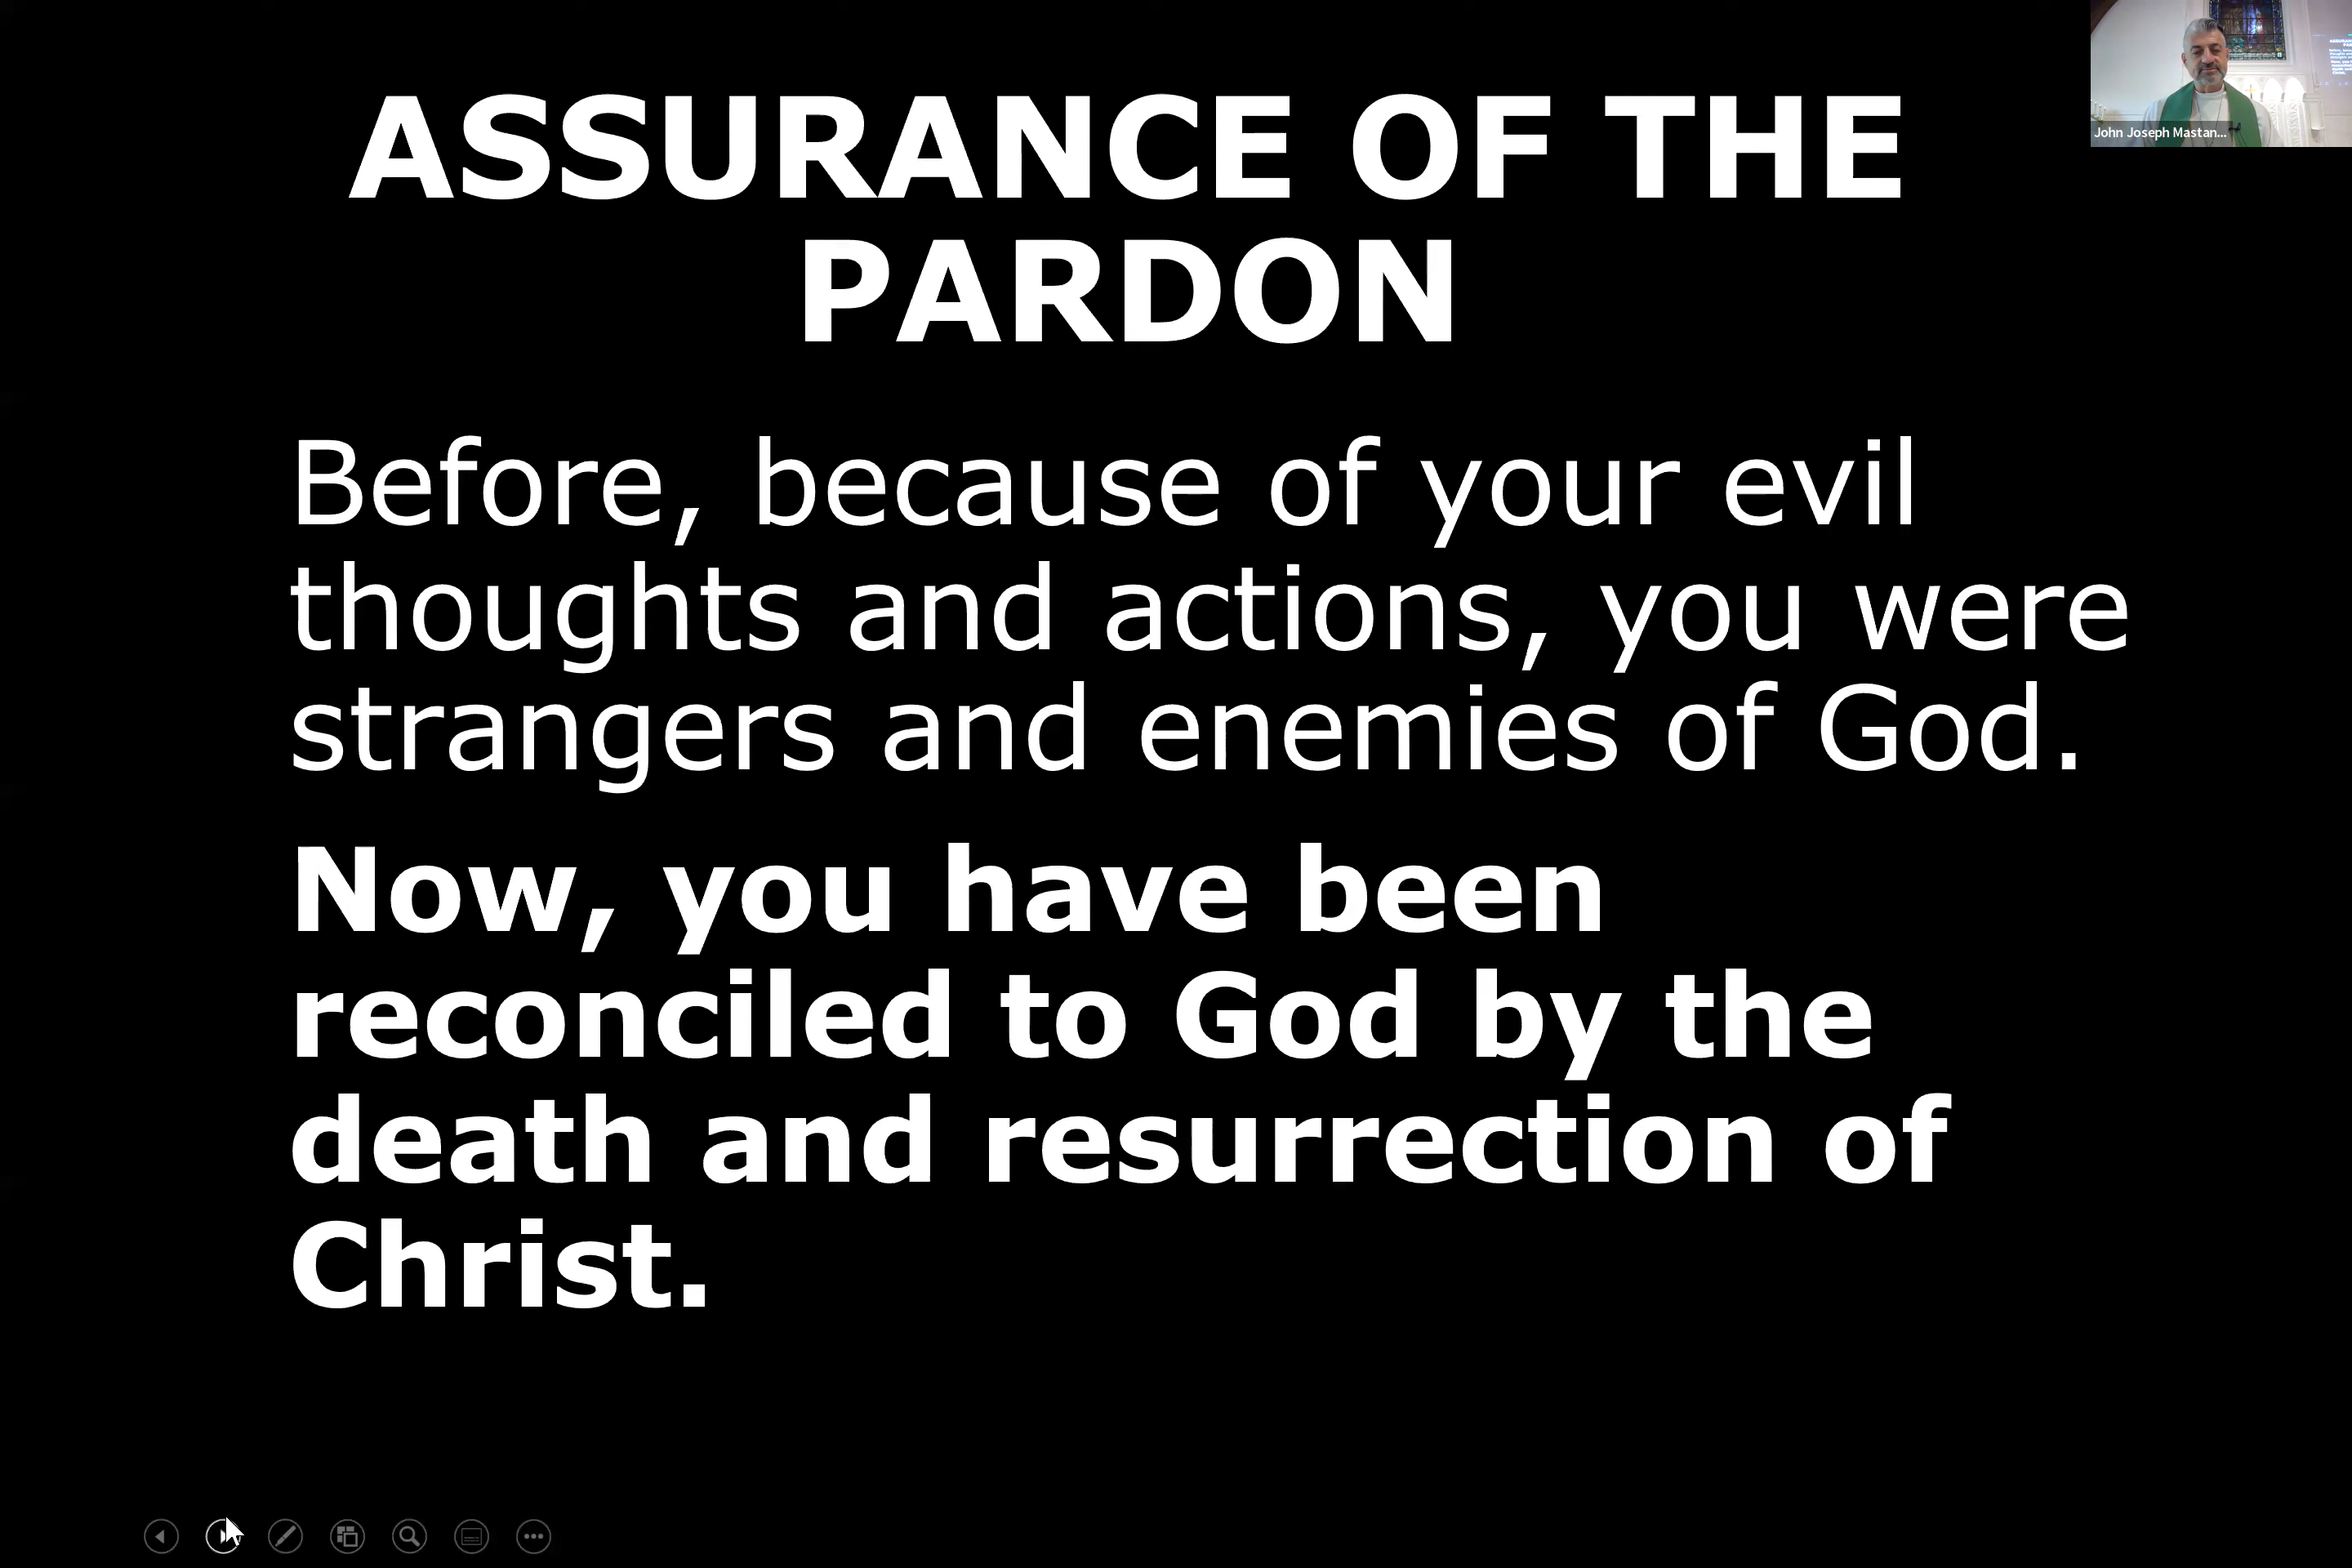 ASSURANCE OF THE
PARDON
Before, because of your evil
thoughts and actions, you were
strangers and enemies of God.
Now, you have been
reconciled to God by the
death and resurrection of
Christ.
John Joseph Mastan...